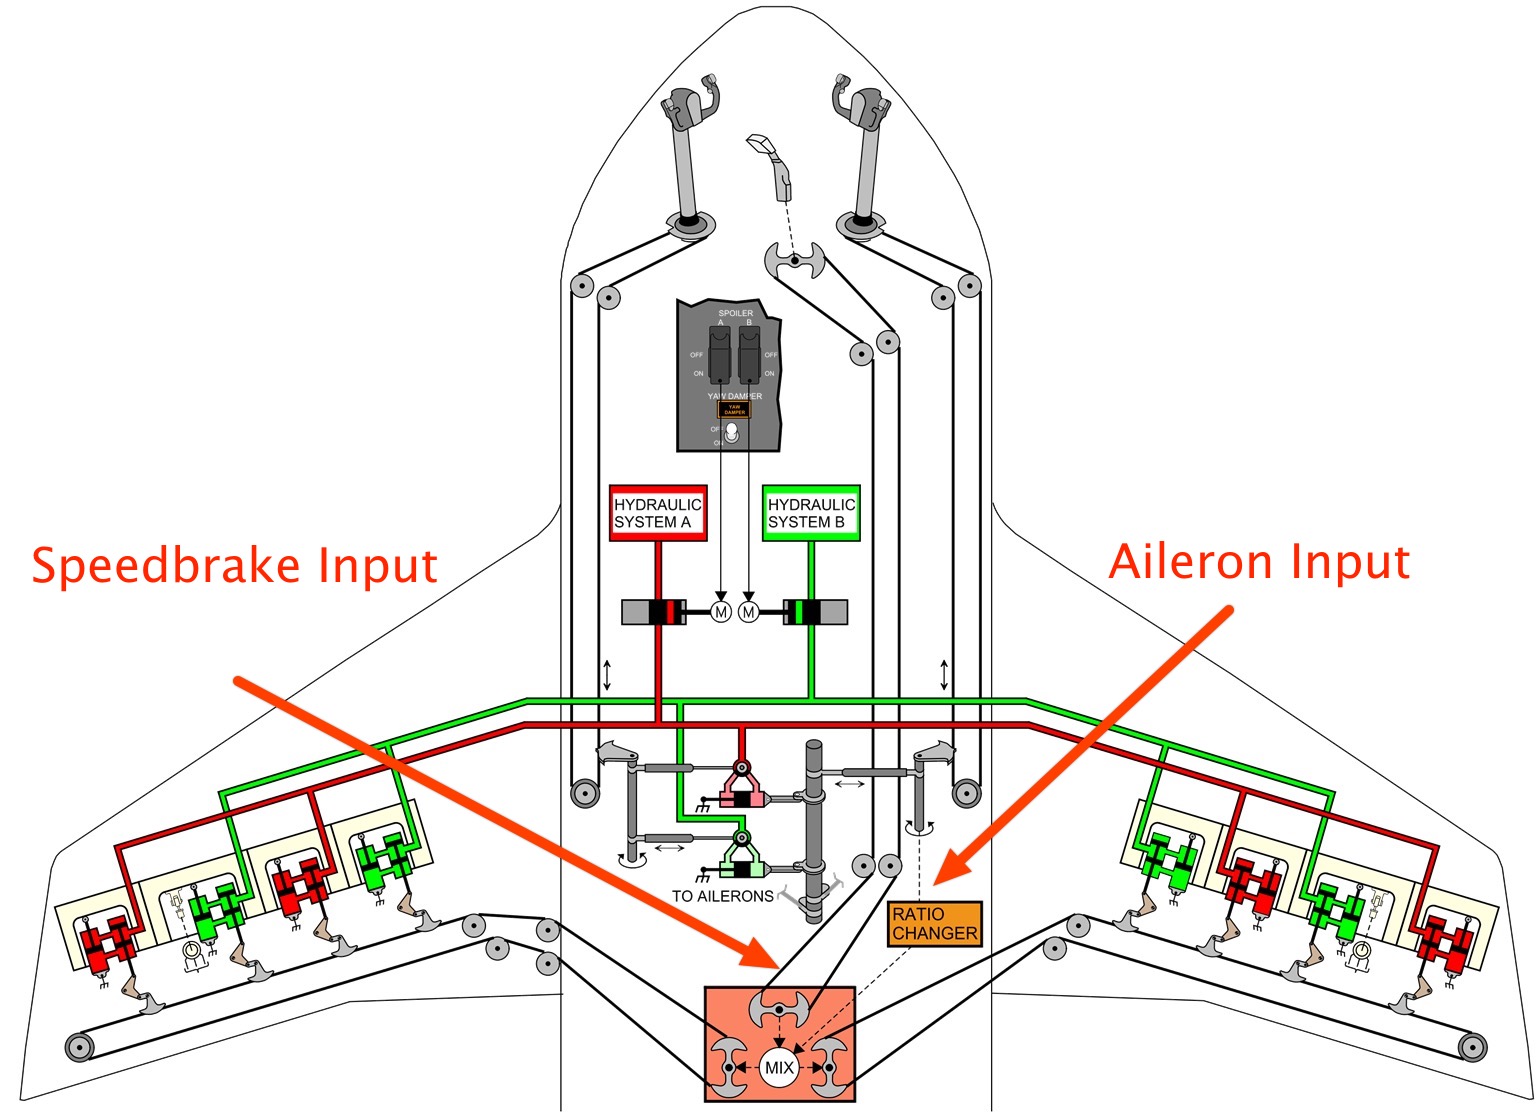 SPOILER
A B
OFF OFF
ON ON
YAW DAMPER
YAW
DAMPER
OFF
ON
HYDRAULIC
SYSTEM A
HYDRAULIC
SYSTEM B
Speedbrake Input
Aileron Input
M M
TO AILERONS
RATIO
CHANGER
MIX